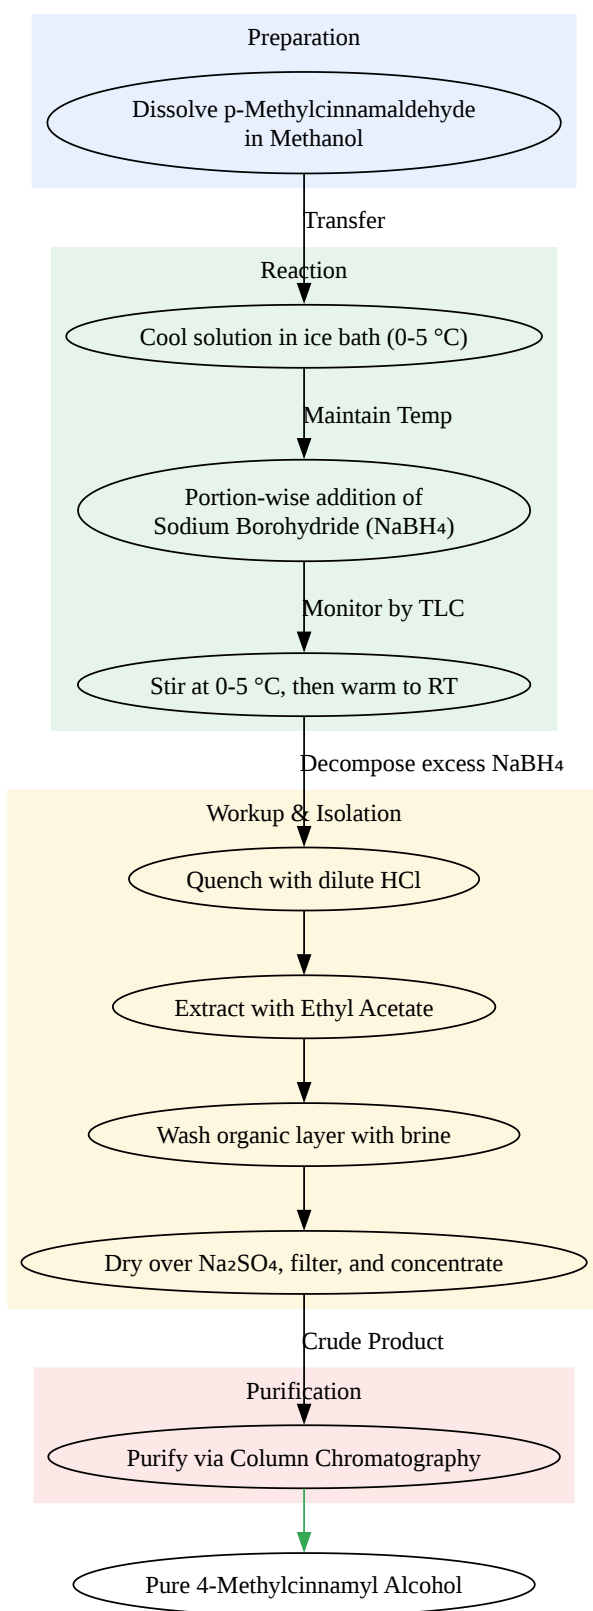 Preparation
Dissolve p-Methylcinnamaldehyde
in Methanol
Transfer
Reaction
Cool solution in ice bath (0-5 °C)
Maintain Temp
Portion-wise addition of
Sodium Borohydride (NaBH₄)
Monitor by TLC
Stir at 0-5 °C, then warm to RT
Decompose excess NaBH₄
Workup & Isolation
Quench with dilute HCl
Extract with Ethyl Acetate
Wash organic layer with brine
Dry over Na₂SO₄, filter, and concentrate
Crude Product
Purification
Purify via Column Chromatography
Pure 4-Methylcinnamyl Alcohol